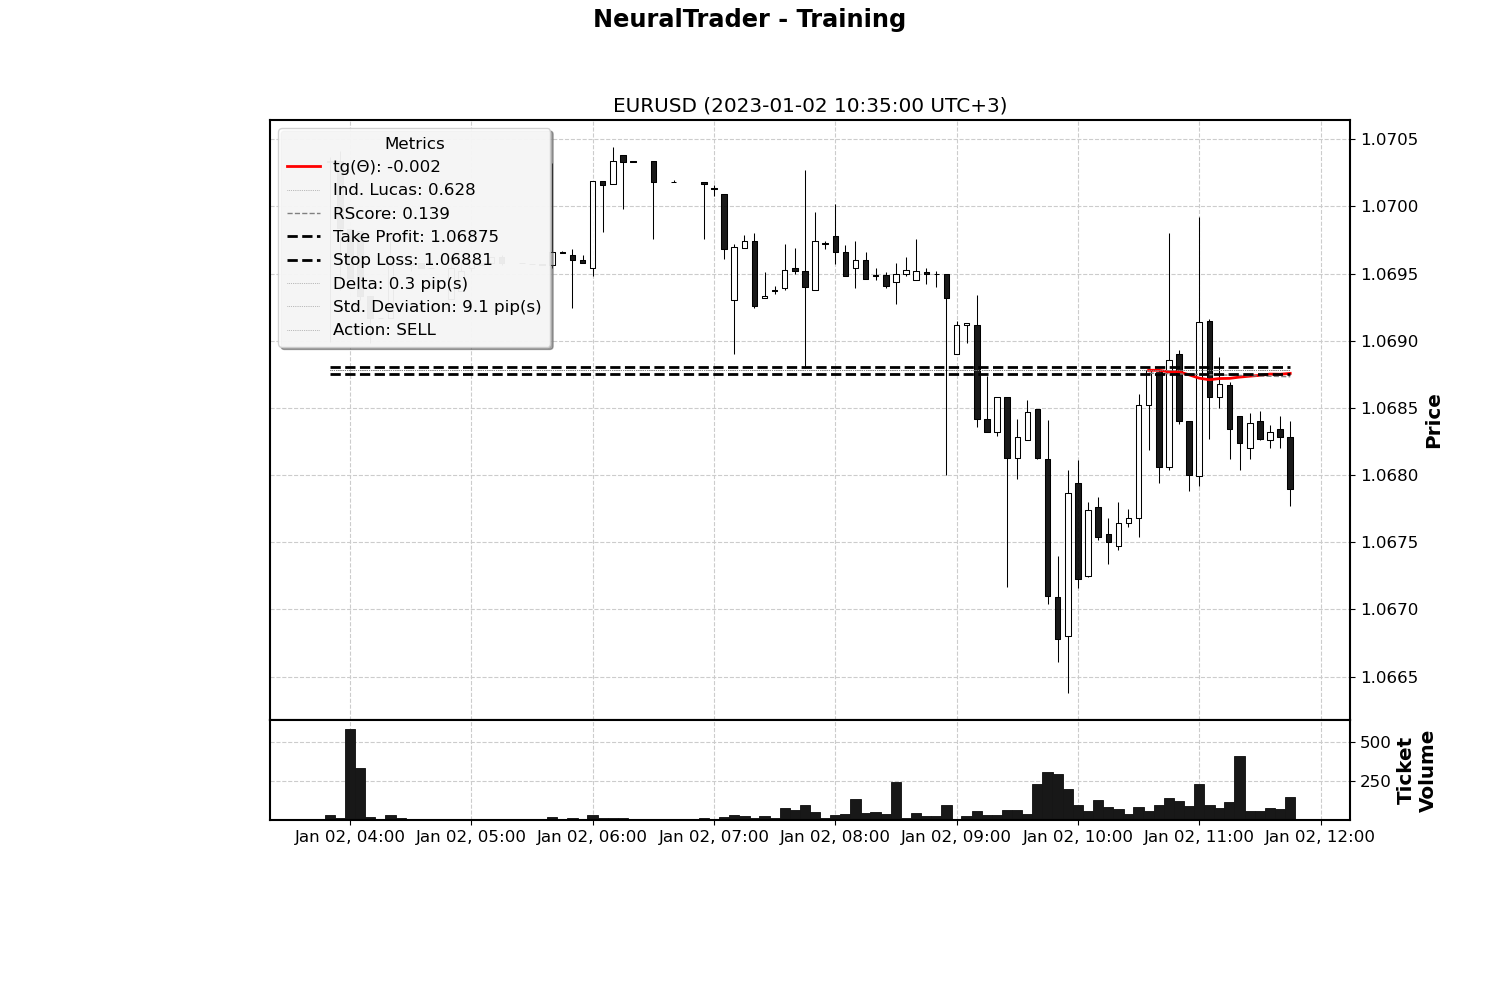 NeuralTrader - Training
EURUSD (2023-01-02 10:35:00 UTC+3)
Metrics
tg(Θ): -0.002
Ind. Lucas: 0.628
RScore: 0.139
Take Profit: 1.06875
Stop Loss: 1.06881
Delta: 0.3 pip(s)
Std. Deviation: 9.1 pip(s)
Action: SELL
1.0705
1.0700
1.0695
1.0690
1.0685
1.0680
1.0675
1.0670
1.0665
Price
500
250
Ticket
Volume
Jan 02, 04:00 Jan 02, 05:00 Jan 02, 06:00 Jan 02, 07:00 Jan 02, 08:00 Jan 02, 09:00 Jan 02, 10:00 Jan 02, 11:00 Jan 02, 12:00